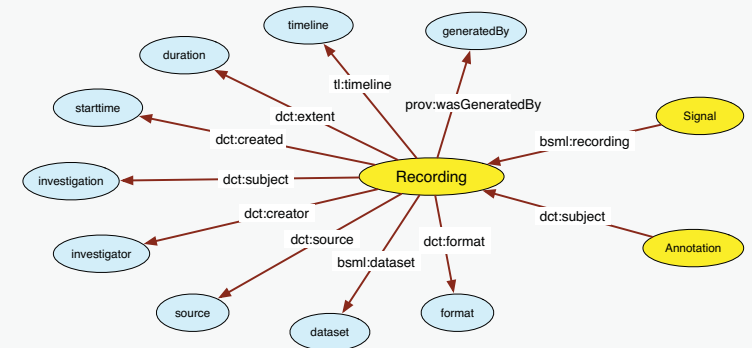 timeline
generatedBy
duration
tl:timeline
starttime
prov:wasGeneratedBy
dct:extent
Signal
dct:created
bsml:recording
investigation
dct:subject
Recording
dct:creator
dct:subject
investigator
dct:source
dct:format
Annotation
bsml:dataset
source
format
dataset